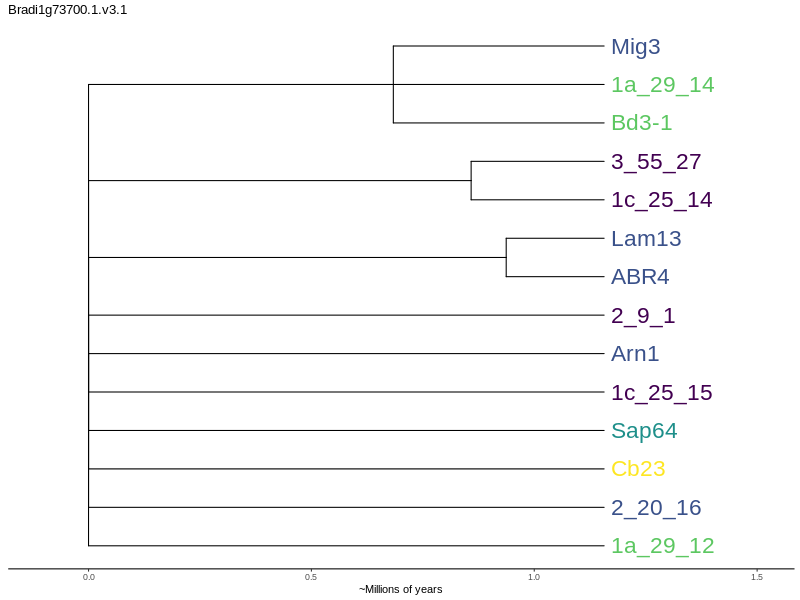 Bradi1g73700.1.v3.1
Mig3
1a_29_14
Bd3-1
3_55_27
1c_25_14
Lam13
ABR4
2_9_1
Arn1
1c_25_15
Sap64
Cb23
2_20_16
1a_29_12
0.0 0.5 1.0 1.5
~Millions of years